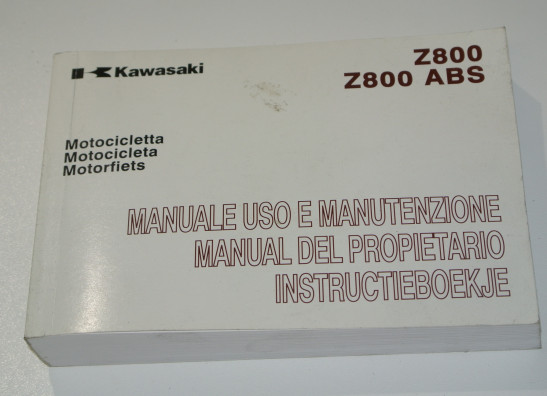 Kawasaki
Z800
Z800 ABS
Motocicletta
Motocicleta
Motorfiets
MANUALE USO E MANUTENZIONE
MANUAL DEL PROPIETARIO
INSTRUCTIEBOEKJE